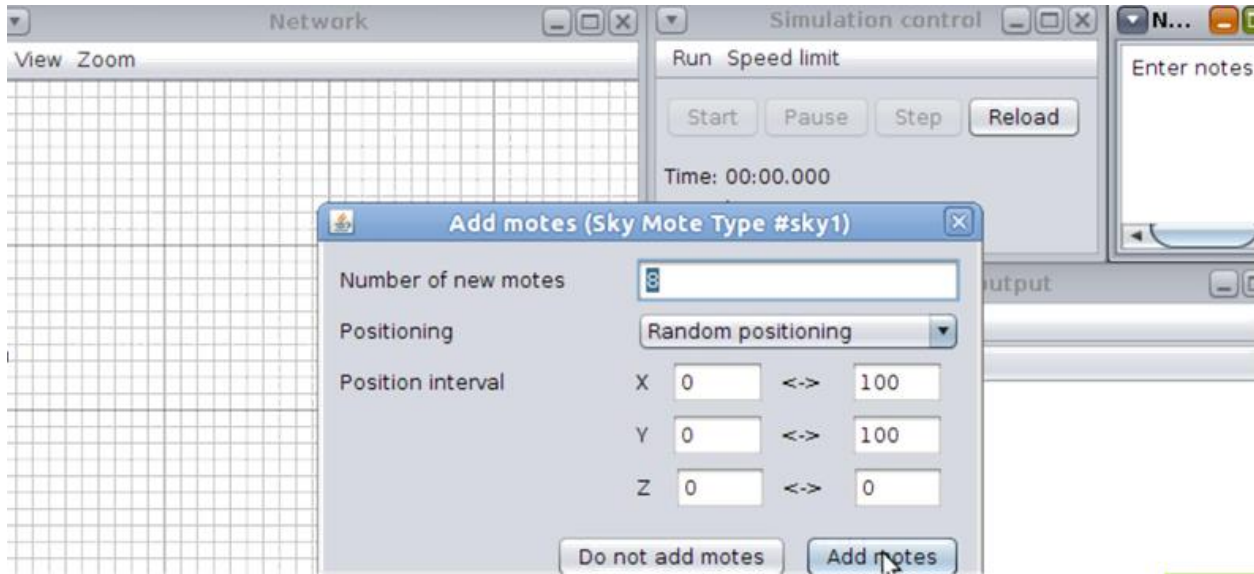 Network
View Zoom
Simulation control
Run Speed limit
Start Pause Step Reload
Time: 00:00.000
N...
Enter notes
Add motes (Sky Mote Type #sky1)
Number of new motes 8
Positioning Random positioning
Position interval X 0 <-> 100
Y 0 <-> 100
Z 0 <-> 0
Do not add motes Add motes